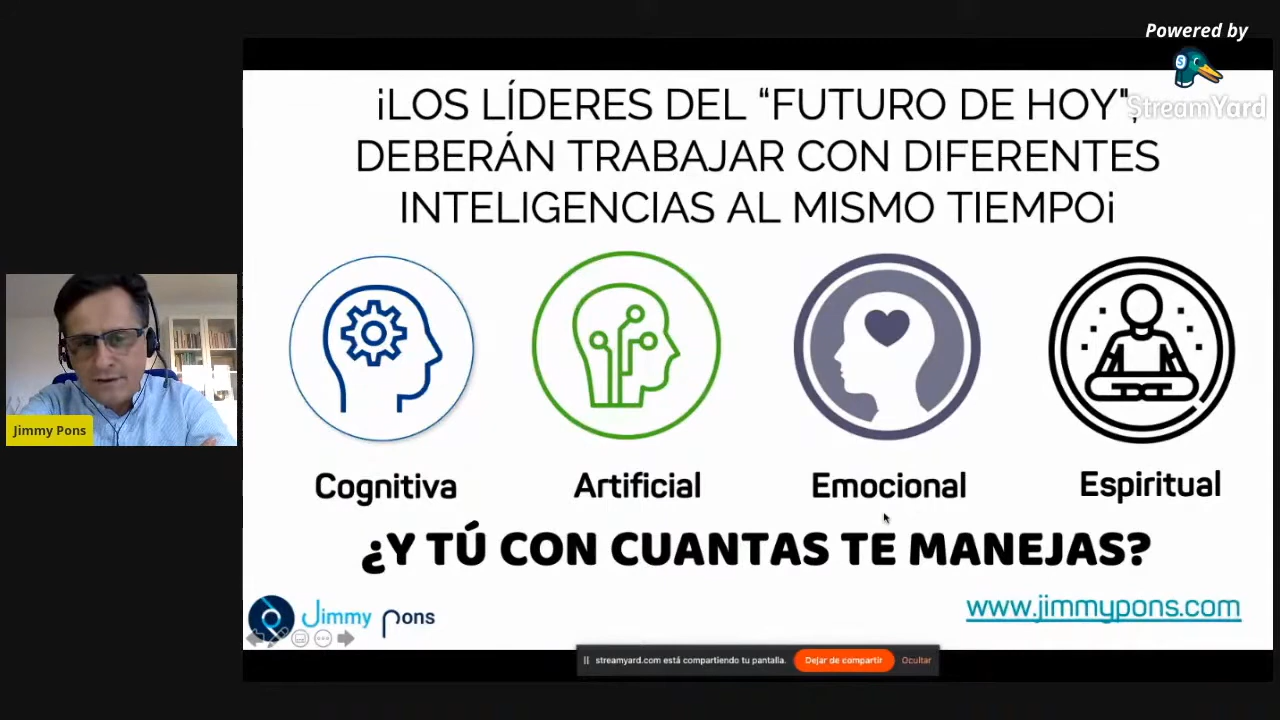 Powered by
StreamYard
¡LOS LÍDERES DEL “FUTURO DE HOY",
DEBERÁN TRABAJAR CON DIFERENTES
INTELIGENCIAS AL MISMO TIEMPO¡
Cognitiva
Artificial
Emocional
Espiritual
¿Y TÚ CON CUANTAS TE MANEJAS?
Jimmy Pons
www.jimmypons.com
streamyard.com está compartiendo tu pantalla.
Dejar de compartir
Ocultar
Jimmy Pons